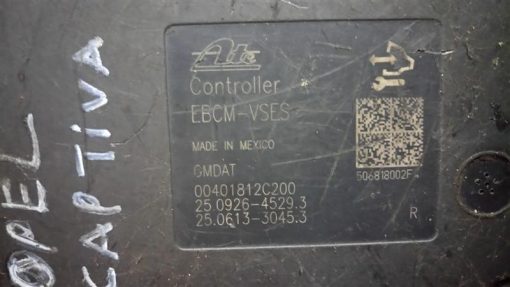 OPEL
CAPTIVA
Ate
Controller
EBCM-VSES
MADE IN MEXICO
GMDAT
00401812C200
25.0926-4529.3
25.0613-3045.3
506818002F
R